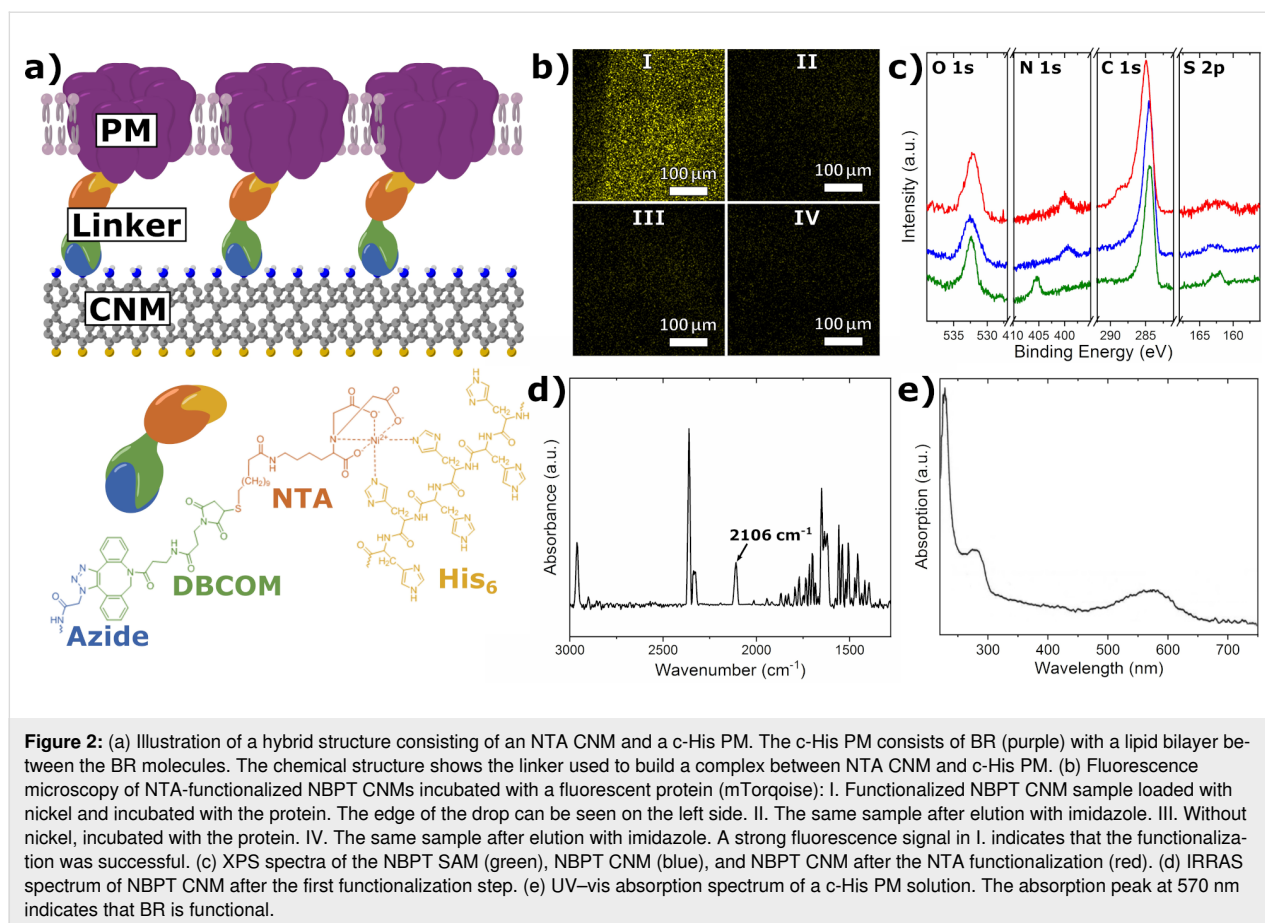 a)
PM
Linker
CNM
O
O
O⁻
O
O⁻
N
Ni²⁺
O
N
H
(CH₂)₉
S
NTA
O
O
N
O
N
H
O
N
DBCOM
N
N
N
O
NH
Azide
His₆
b)
I
II
100 µm
100 µm
III
IV
100 µm
100 µm
c)
O 1s
N 1s
C 1s
S 2p
Intensity (a.u.)
535
530
410
405
400
290
285
165
160
Binding Energy (eV)
d)
2106 cm⁻¹
Absorbance (a.u.)
3000
2500
2000
1500
Wavenumber (cm⁻¹)
e)
Absorption (a.u.)
300
400
500
600
700
Wavelength (nm)
Figure 2: (a) Illustration of a hybrid structure consisting of an NTA CNM and a c-His PM. The c-His PM consists of BR (purple) with a lipid bilayer be-
tween the BR molecules. The chemical structure shows the linker used to build a complex between NTA CNM and c-His PM. (b) Fluorescence
microscopy of NTA-functionalized NBPT CNMs incubated with a fluorescent protein (mTorqoise): I. Functionalized NBPT CNM sample loaded with
nickel and incubated with the protein. The edge of the drop can be seen on the left side. II. The same sample after elution with imidazole. III. Without
nickel, incubated with the protein. IV. The same sample after elution with imidazole. A strong fluorescence signal in I. indicates that the functionaliza-
tion was successful. (c) XPS spectra of the NBPT SAM (green), NBPT CNM (blue), and NBPT CNM after the NTA functionalization (red). (d) IRRAS
spectrum of NBPT CNM after the first functionalization step. (e) UV–vis absorption spectrum of a c-His PM solution. The absorption peak at 570 nm
indicates that BR is functional.